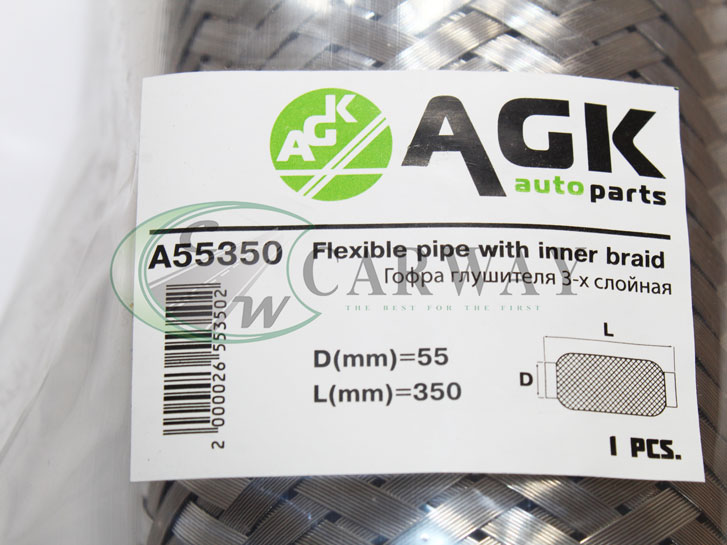 AGK
AGK
auto parts
A55350 Flexible pipe with inner braid
Гофра глушителя 3-х слойная
CW CARWAY
THE BEST FOR THE FIRST
D(mm)=55
L(mm)=350
L
D
2 000026 553502
1 PCS.